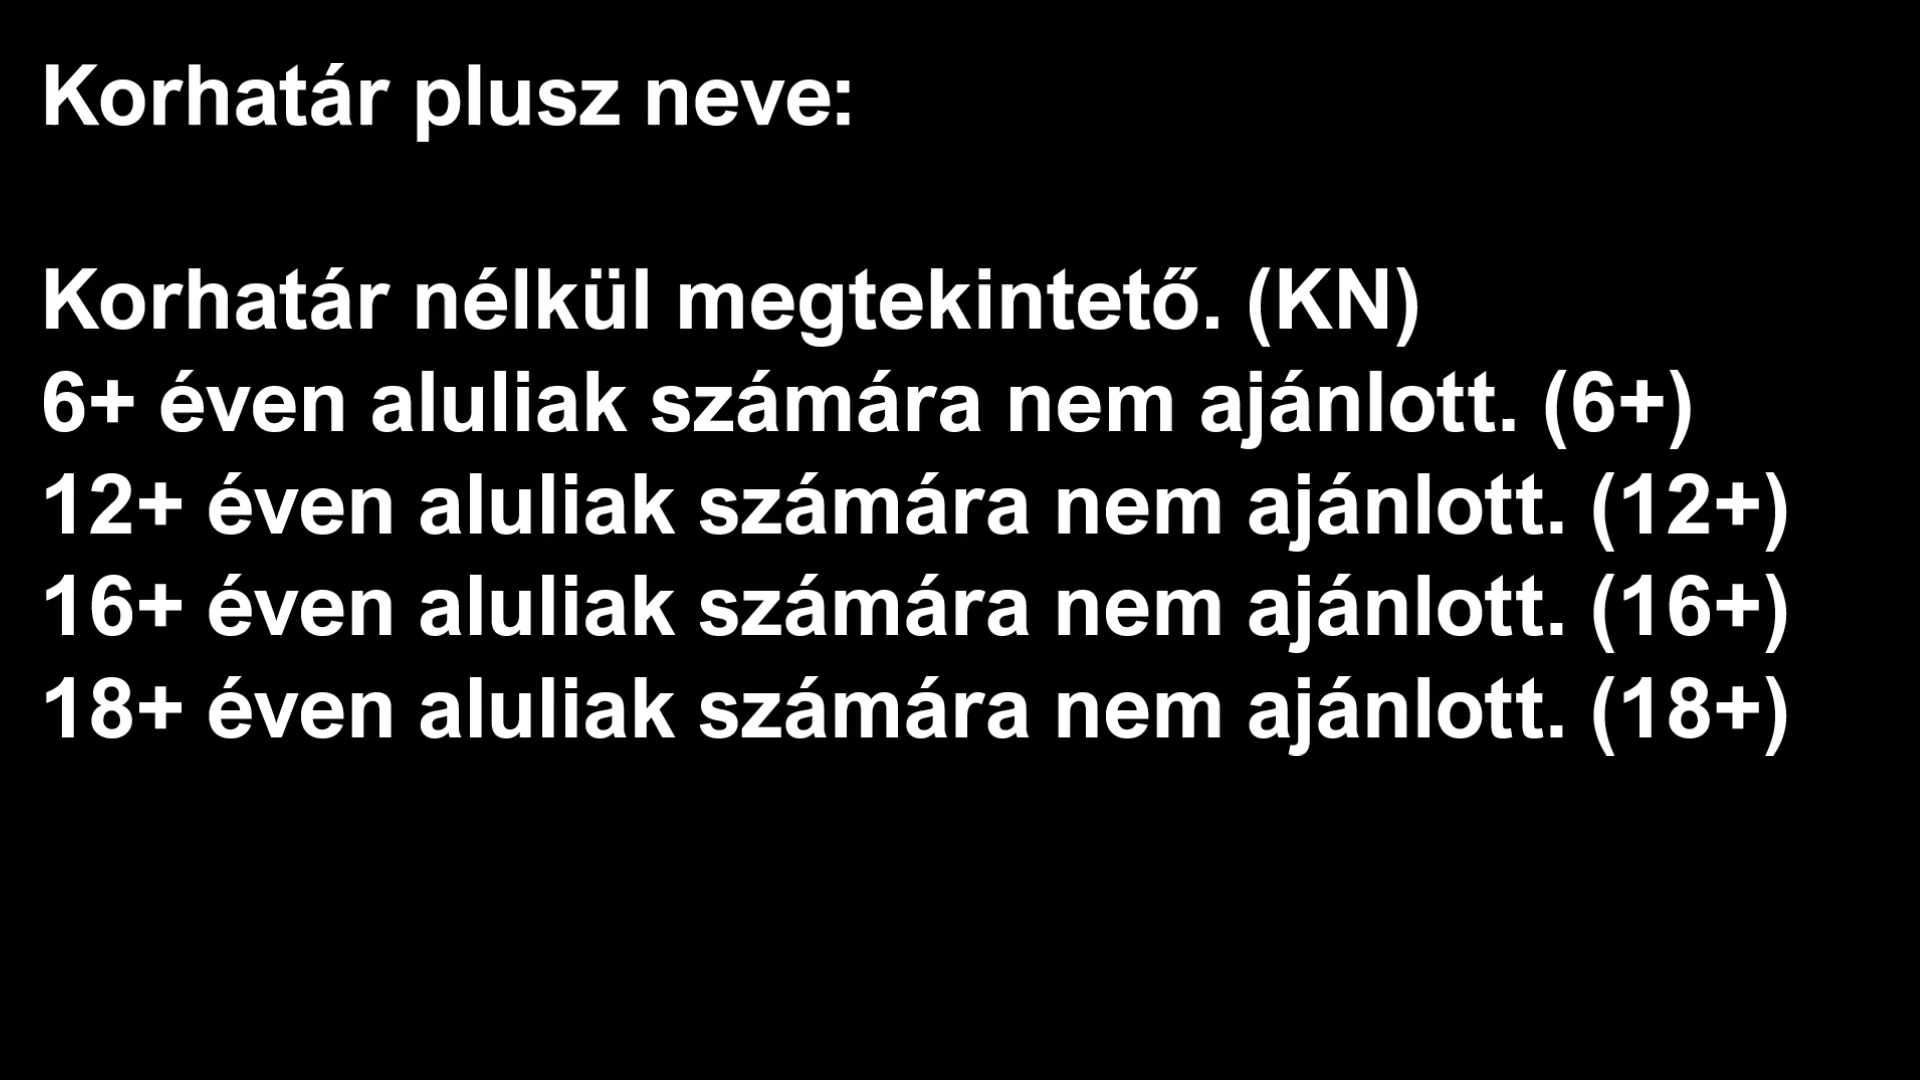 Korhatár plusz neve:
Korhatár nélkül megtekintető. (KN)
6+ éven aluliak számára nem ajánlott. (6+)
12+ éven aluliak számára nem ajánlott. (12+)
16+ éven aluliak számára nem ajánlott. (16+)
18+ éven aluliak számára nem ajánlott. (18+)